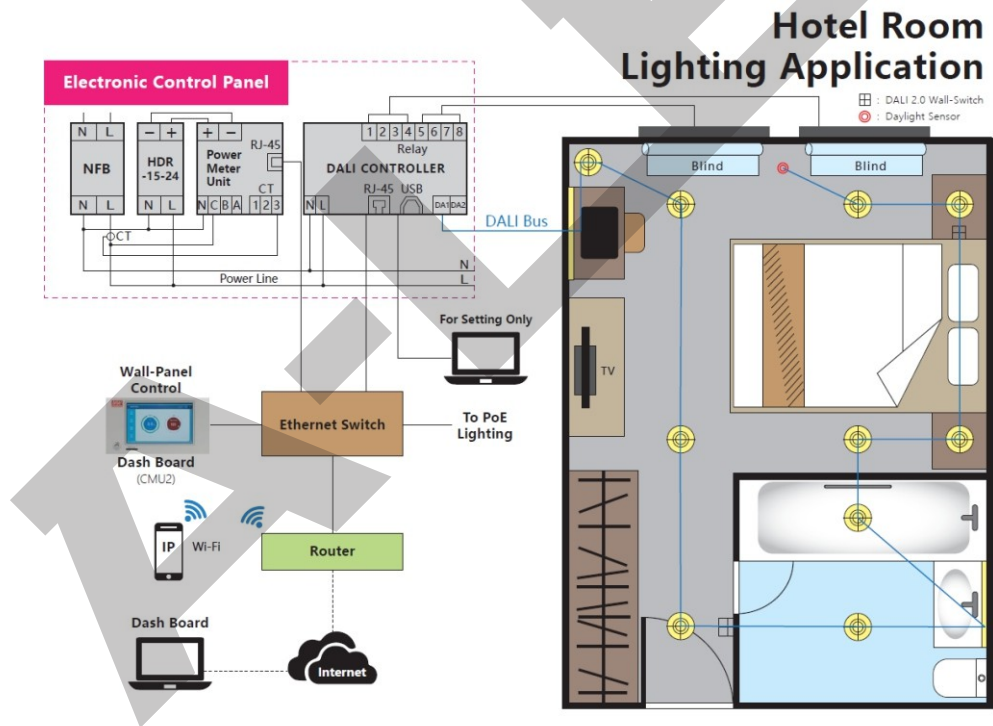 Hotel Room
Lighting Application
: DALI 2.0 Wall-Switch
: Daylight Sensor
Electronic Control Panel
N L
NFB
N L
− +
HDR
-15-24
N L
+ −
Power
Meter
Unit
RJ-45
CT
N C B A 1 2 3
1 2 3 4 5 6 7 8
Relay
DALI CONTROLLER
RJ-45 USB
N L
DA1 DA2
DALI Bus
CT
N
Power Line
L
For Setting Only
Wall-Panel
Control
Dash Board
(CMU2)
Ethernet Switch
To PoE
Lighting
IP
Wi-Fi
Router
Dash Board
Internet
Blind
Blind
TV